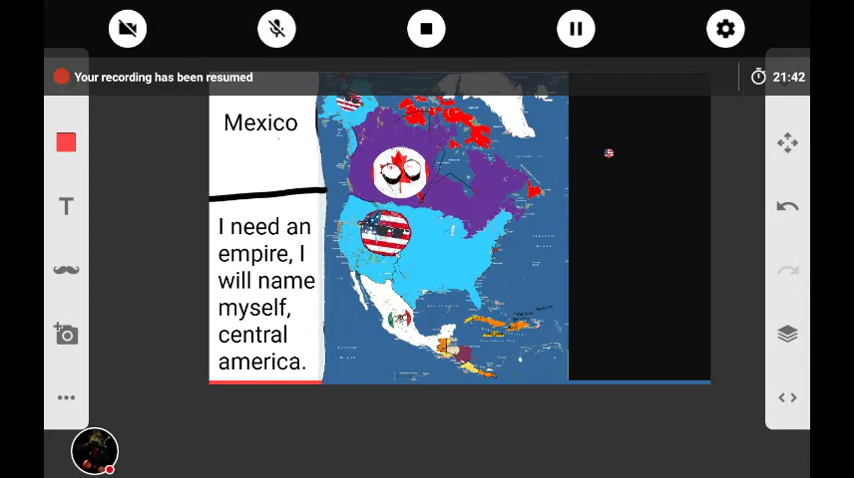 Your recording has been resumed
21:42
Mexico
I need an
empire, I
will name
myself,
central
america.
T